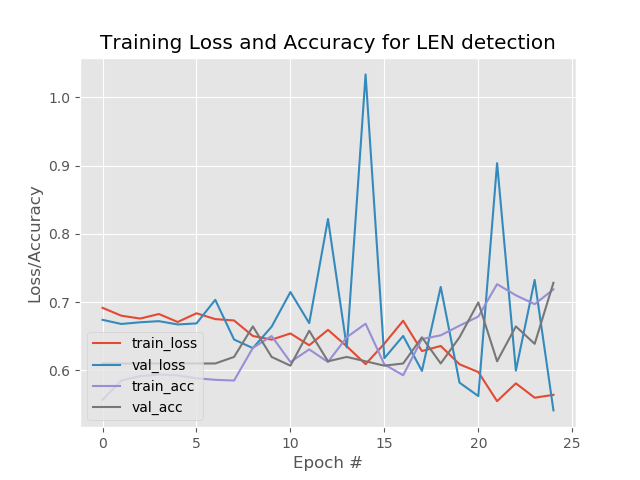 Training Loss and Accuracy for LEN detection
1.0
0.9
0.8
0.7
0.6
Loss/Accuracy
train_loss
val_loss
train_acc
val_acc
0
5
10
15
20
25
Epoch #